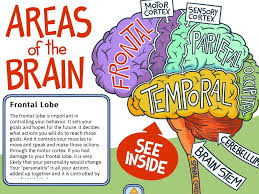 AREAS
OF THE
BRAIN
MOTOR
CORTEX
SENSORY
CORTEX
FRONTAL
PARIETAL
OCCIPITAL
TEMPORAL
Frontal Lobe
The frontal lobe is important in
controlling your behavior. It sets your
goals and hopes for the future. It decides
what actions you will do to reach those
goals. And it controls your muscles to
move and speak and make those actions
through the motor cortex. If you had
damage to your frontal lobe, it is very
likely that your personality would change.
Your "personality" is all your actions
added up together and it is controlled by
SEE
INSIDE
CEREBELLUM
BRAIN STEM